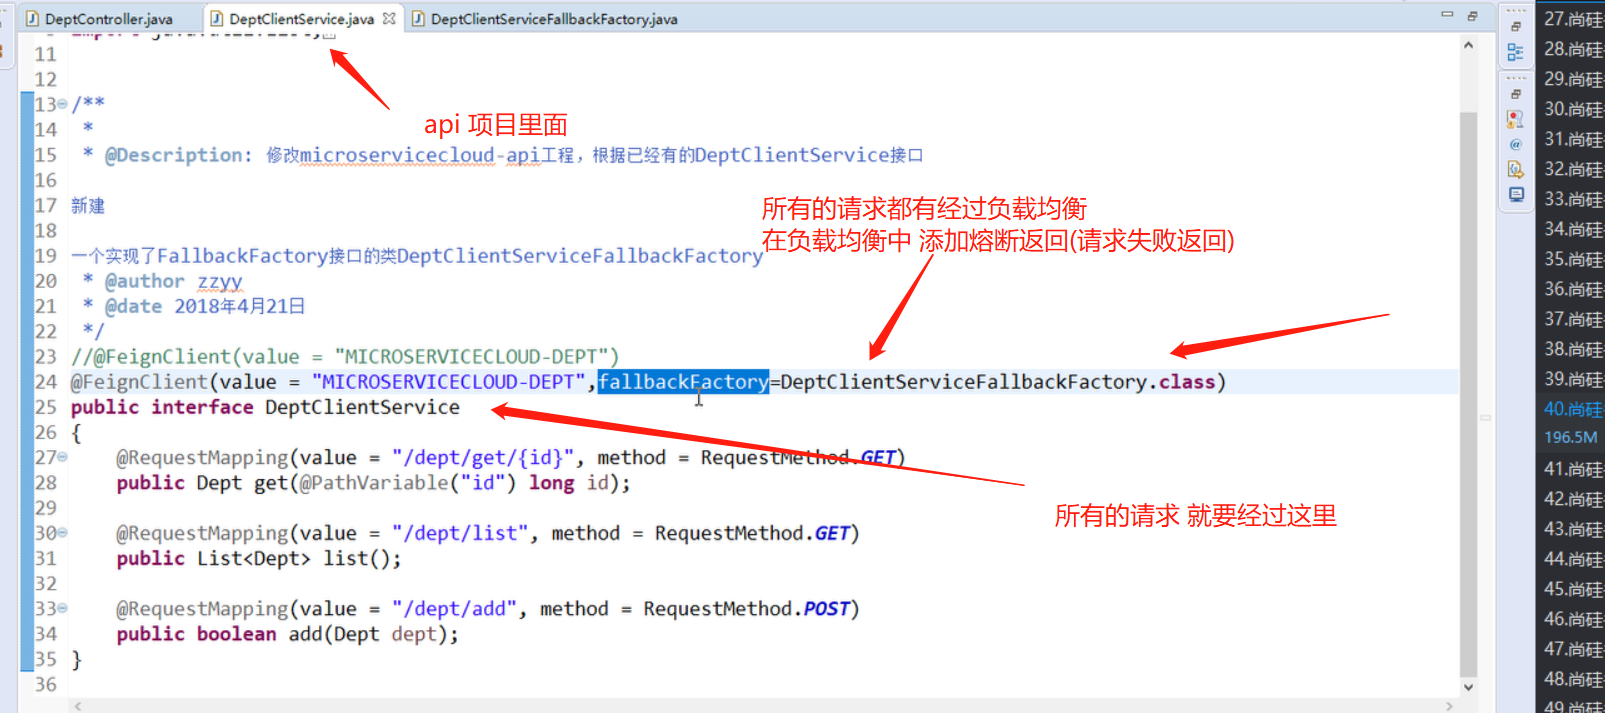 DeptController.java
DeptClientService.java
DeptClientServiceFallbackFactory.java
11
12
13 /**
14 *
15 * @Description: 修改microservicecloud-api工程，根据已经有的DeptClientService接口
16
17 新建
18
19 一个实现了FallbackFactory接口的类DeptClientServiceFallbackFactory
20 * @author zzyy
21 * @date 2018年4月21日
22 */
23 //@FeignClient(value = "MICROSERVICECLOUD-DEPT")
24 @FeignClient(value = "MICROSERVICECLOUD-DEPT",fallbackFactory=DeptClientServiceFallbackFactory.class)
25 public interface DeptClientService
26 {
27 @RequestMapping(value = "/dept/get/{id}", method = RequestMethod.GET)
28 public Dept get(@PathVariable("id") long id);
29
30 @RequestMapping(value = "/dept/list", method = RequestMethod.GET)
31 public List<Dept> list();
32
33 @RequestMapping(value = "/dept/add", method = RequestMethod.POST)
34 public boolean add(Dept dept);
35 }
36
api 项目里面
所有的请求都有经过负载均衡
在负载均衡中 添加熔断返回(请求失败返回)
所有的请求 就要经过这里
27.尚硅
28.尚硅
29.尚硅
30.尚硅
31.尚硅
32.尚硅
33.尚硅
34.尚硅
35.尚硅
36.尚硅
37.尚硅
38.尚硅
39.尚硅
40.尚硅
196.5M
41.尚硅
42.尚硅
43.尚硅
44.尚硅
45.尚硅
46.尚硅
47.尚硅
48.尚硅
49.尚硅